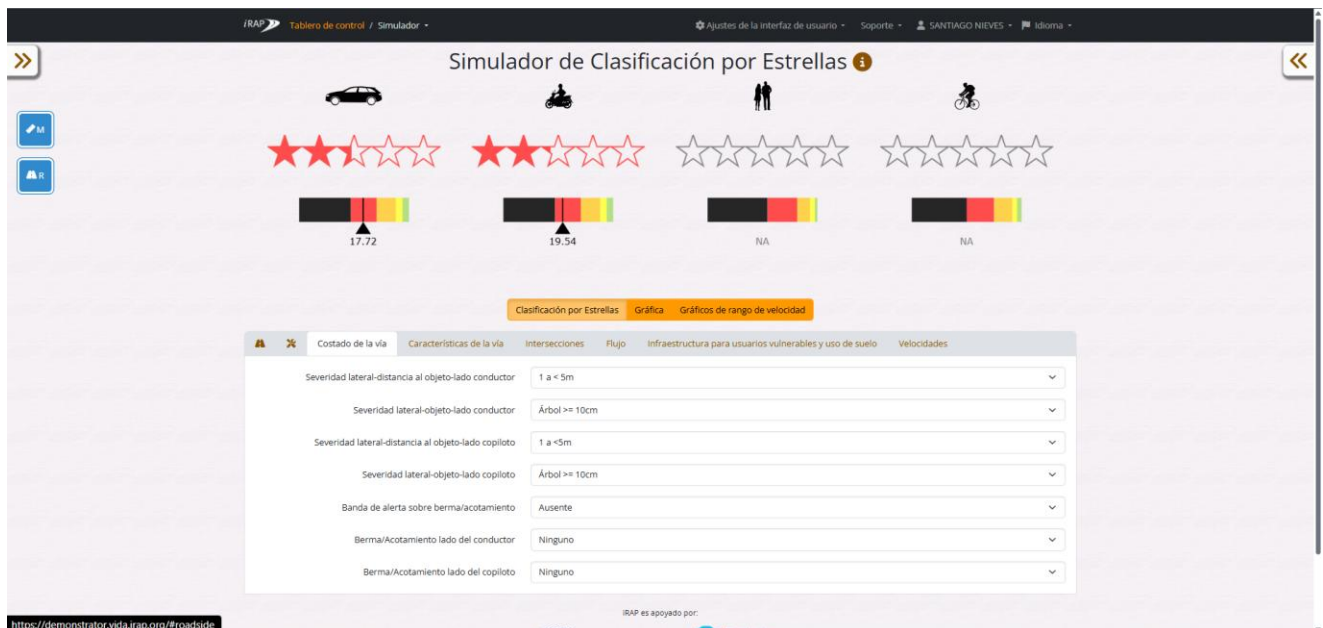 iRAP Tablero de control / Simulador Ajustes de la interfaz de usuario Soporte SANTIAGO NIEVES Idioma
Simulador de Clasificación por Estrellas
M
R
17.72 19.54 NA NA
Clasificación por Estrellas Gráfica Gráficos de rango de velocidad
Costado de la vía Características de la vía Intersecciones Flujo Infraestructura para usuarios vulnerables y uso de suelo Velocidades
Severidad lateral-distancia al objeto-lado conductor 1 a < 5m
Severidad lateral-objeto-lado conductor Árbol >= 10cm
Severidad lateral-distancia al objeto-lado copiloto 1 a <5m
Severidad lateral-objeto-lado copiloto Árbol >= 10cm
Banda de alerta sobre berma/acotamiento Ausente
Berma/Acotamiento lado del conductor Ninguno
Berma/Acotamiento lado del copiloto Ninguno
iRAP es apoyado por:
https://demonstrator.vida.irap.org/#roadside